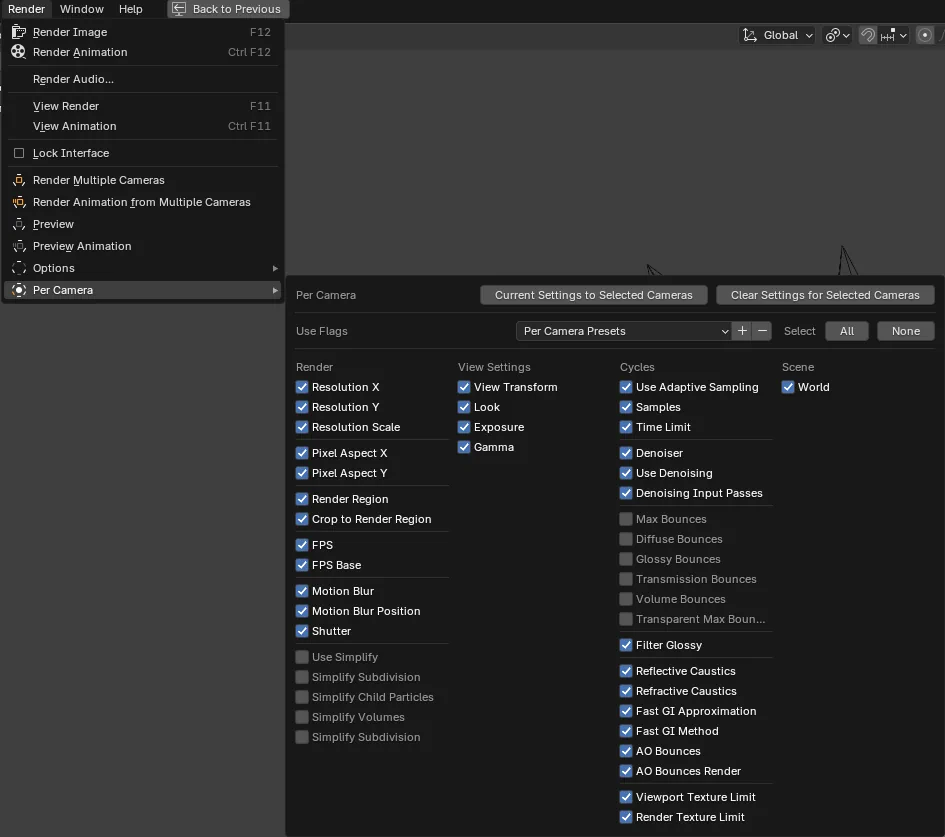 Render Window Help Back to Previous
Render Image F12
Render Animation Ctrl F12
Render Audio...
View Render F11
View Animation Ctrl F11
Lock Interface
Render Multiple Cameras
Render Animation from Multiple Cameras
Preview
Preview Animation
Options
Per Camera
Global
Per Camera Current Settings to Selected Cameras Clear Settings for Selected Cameras
Use Flags Per Camera Presets Select All None
Render
Resolution X
Resolution Y
Resolution Scale
Pixel Aspect X
Pixel Aspect Y
Render Region
Crop to Render Region
FPS
FPS Base
Motion Blur
Motion Blur Position
Shutter
Use Simplify
Simplify Subdivision
Simplify Child Particles
Simplify Volumes
Simplify Subdivision
View Settings
View Transform
Look
Exposure
Gamma
Cycles
Use Adaptive Sampling
Samples
Time Limit
Denoiser
Use Denoising
Denoising Input Passes
Max Bounces
Diffuse Bounces
Glossy Bounces
Transmission Bounces
Volume Bounces
Transparent Max Boun...
Filter Glossy
Reflective Caustics
Refractive Caustics
Fast GI Approximation
Fast GI Method
AO Bounces
AO Bounces Render
Viewport Texture Limit
Render Texture Limit
Scene
World